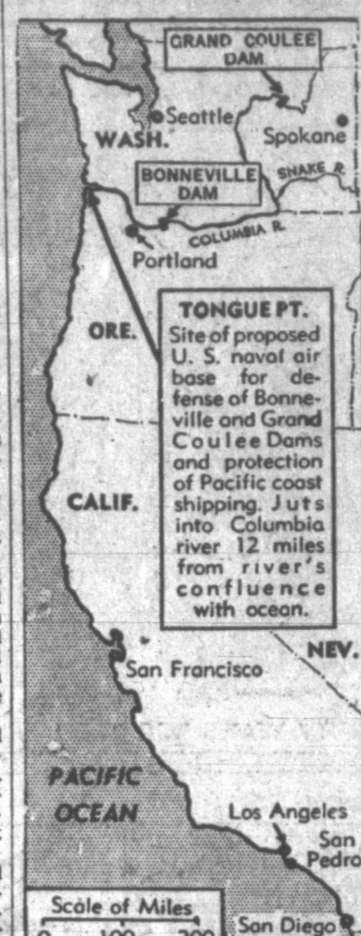 GRAND COULEE
DAM
Seattle
WASH.
Spokane
BONNEVILLE
DAM
SNAKE R.
COLUMBIA R.
Portland
TONGUE PT.
Site of proposed
U. S. naval air
base for de-
fense of Bonne-
ville and Grand
Coulee Dams
and protection
of Pacific coast
shipping. Juts
into Columbia
river 12 miles
from river's
confluence
with ocean.
ORE.
CALIF.
NEV.
San Francisco
PACIFIC
OCEAN
Los Angeles
San
Pedro
Scale of Miles
0 100 200
San Diego